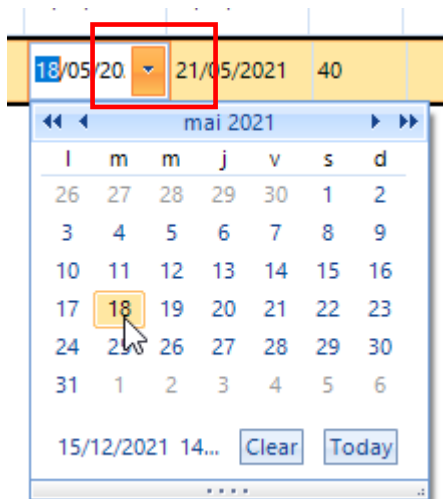 18/05/20. 21/05/2021 40
mai 2021
l m m j v s d
26 27 28 29 30 1 2
3 4 5 6 7 8 9
10 11 12 13 14 15 16
17 18 19 20 21 22 23
24 25 26 27 28 29 30
31 1 2 3 4 5 6
15/12/2021 14... Clear Today